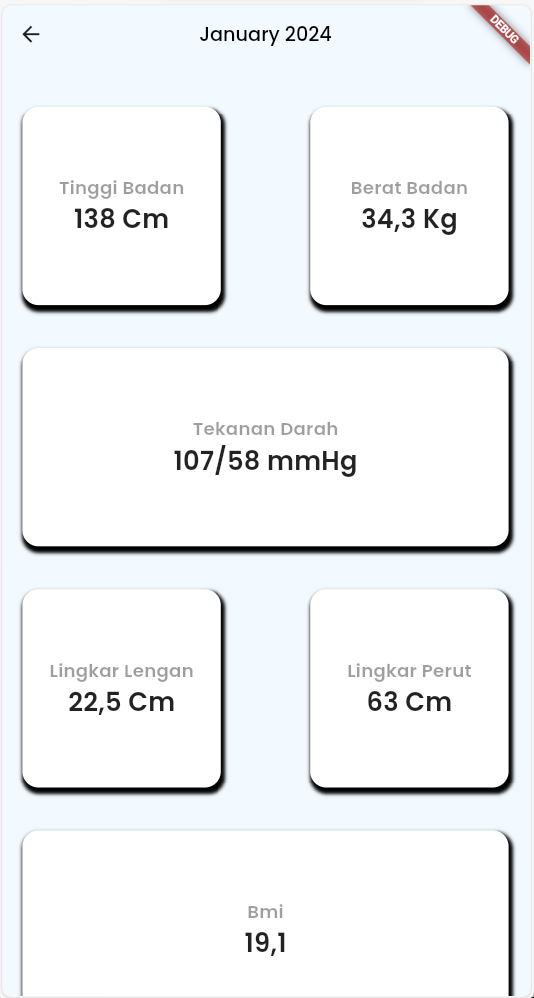 January 2024
DEBUG
Tinggi Badan
138 Cm
Berat Badan
34,3 Kg
Tekanan Darah
107/58 mmHg
Lingkar Lengan
22,5 Cm
Lingkar Perut
63 Cm
Bmi
19,1